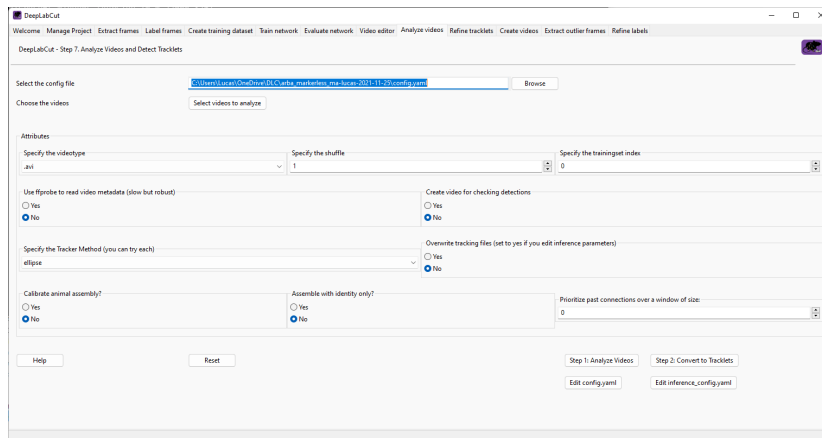 DeepLabCut
Welcome Manage Project Extract frames Label frames Create training dataset Train network Evaluate network Video editor Analyze videos Refine tracklets Create videos Extract outlier frames Refine labels
DeepLabCut - Step 7. Analyze Videos and Detect Tracklets
Select the config file C:\Users\Lucas\OneDrive\DLC\arba_markerless_ma-lucas-2021-11-25\config.yaml Browse
Choose the videos Select videos to analyze
Attributes
Specify the videotype Specify the shuffle Specify the trainingset index
.avi 1 0
Use ffprobe to read video metadata (slow but robust) Create video for checking detections
Yes Yes
No No
Specify the Tracker Method (you can try each) Overwrite tracking files (set to yes if you edit inference parameters)
ellipse Yes
No
Calibrate animal assembly? Assemble with identity only? Prioritize past connections over a window of size:
Yes Yes 0
No No
Help Reset Step 1: Analyze Videos Step 2: Convert to Tracklets
Edit config.yaml Edit inference_config.yaml